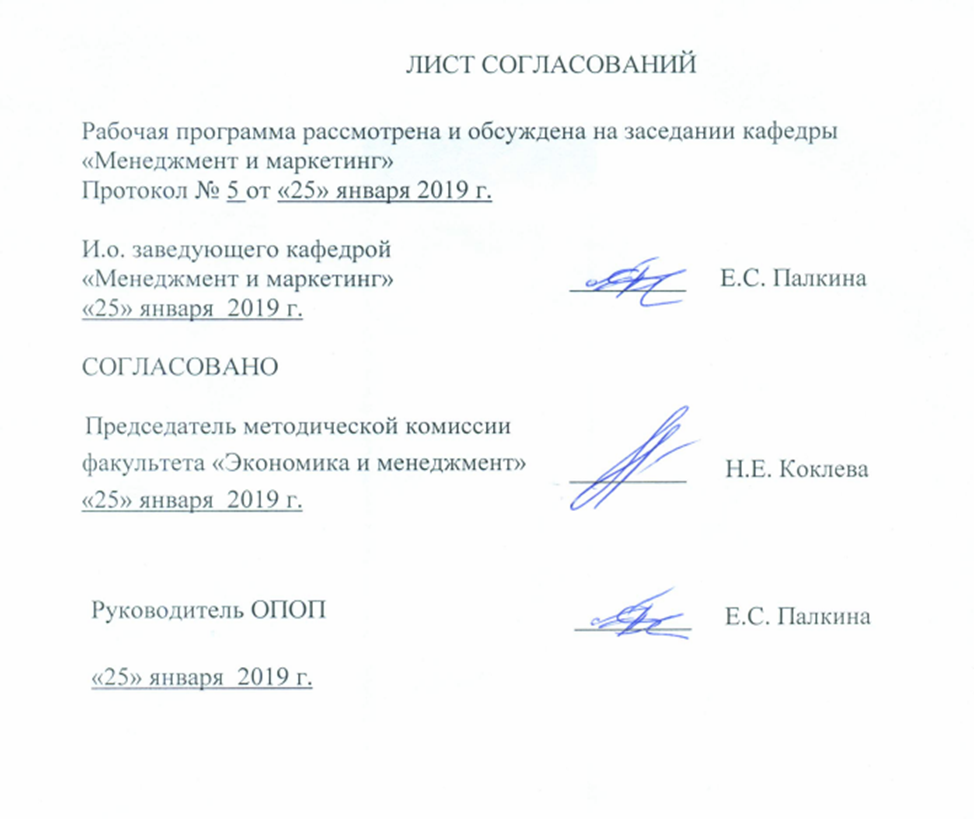 ЛИСТ СОГЛАСОВАНИЙ
Рабочая программа рассмотрена и обсуждена на заседании кафедры
«Менеджмент и маркетинг»
Протокол № 5 от «25» января 2019 г.
И.о. заведующего кафедрой
«Менеджмент и маркетинг» Е.С. Палкина
«25» января 2019 г.
СОГЛАСОВАНО
Председатель методической комиссии
факультета «Экономика и менеджмент» Н.Е. Коклева
«25» января 2019 г.
Руководитель ОПОП Е.С. Палкина
«25» января 2019 г.